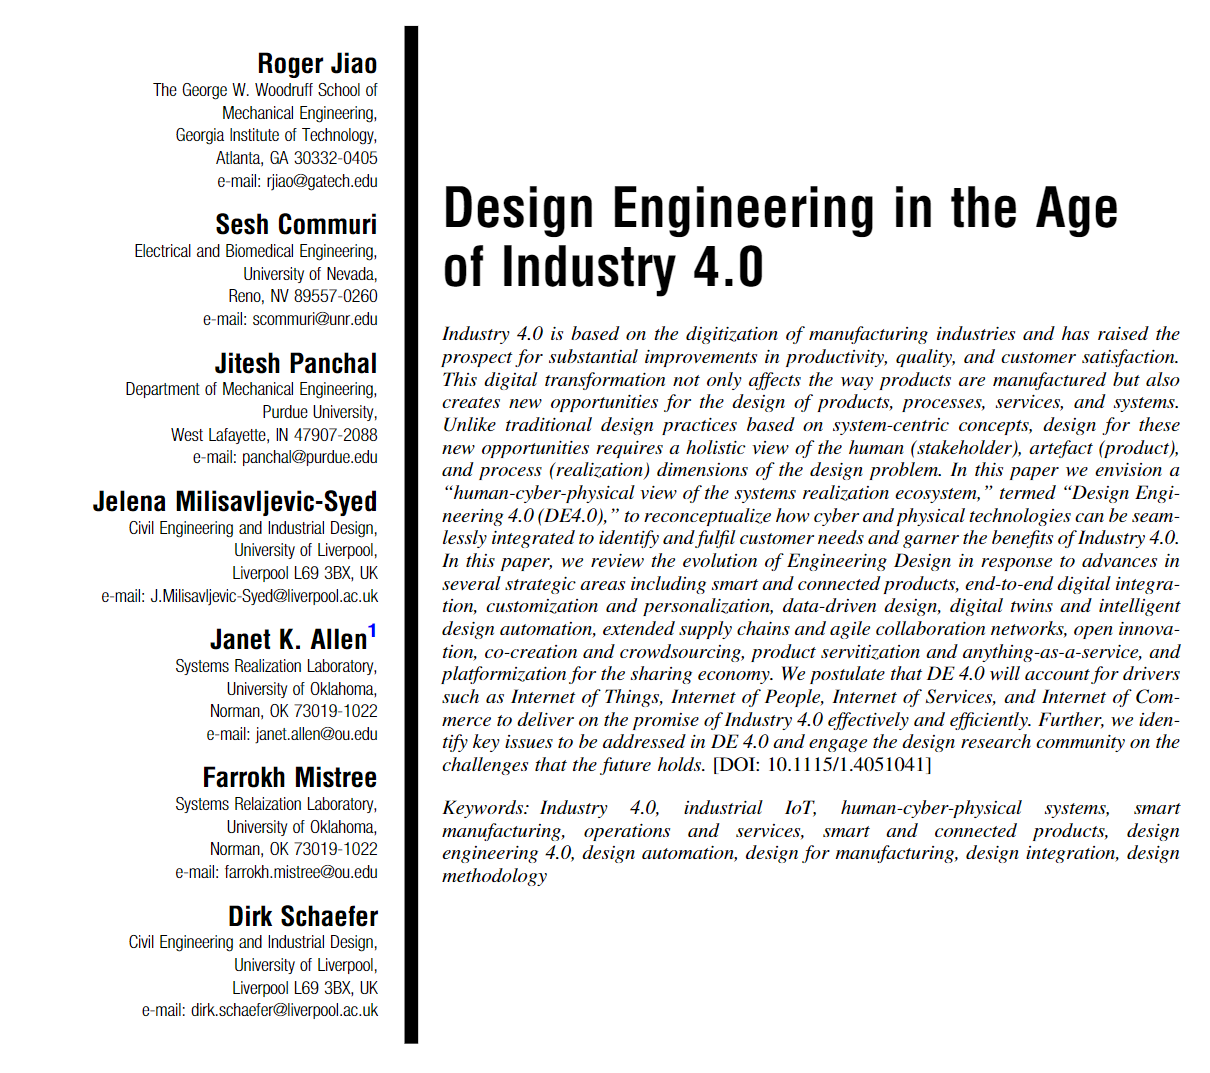 Roger Jiao
The George W. Woodruff School of
Mechanical Engineering,
Georgia Institute of Technology,
Atlanta, GA 30332-0405
e-mail: rjiao@gatech.edu
Sesh Commuri
Electrical and Biomedical Engineering,
University of Nevada,
Reno, NV 89557-0260
e-mail: scommuri@unr.edu
Jitesh Panchal
Department of Mechanical Engineering,
Purdue University,
West Lafayette, IN 47907-2088
e-mail: panchal@purdue.edu
Jelena Milisavljevic-Syed
Civil Engineering and Industrial Design,
University of Liverpool,
Liverpool L69 3BX, UK
e-mail: J.Milisavljevic-Syed@liverpool.ac.uk
Janet K. Allen1
Systems Realization Laboratory,
University of Oklahoma,
Norman, OK 73019-1022
e-mail: janet.allen@ou.edu
Farrokh Mistree
Systems Relaization Laboratory,
University of Oklahoma,
Norman, OK 73019-1022
e-mail: farrokh.mistree@ou.edu
Dirk Schaefer
Civil Engineering and Industrial Design,
University of Liverpool,
Liverpool L69 3BX, UK
e-mail: dirk.schaefer@liverpool.ac.uk
Design Engineering in the Age
of Industry 4.0
Industry 4.0 is based on the digitization of manufacturing industries and has raised the
prospect for substantial improvements in productivity, quality, and customer satisfaction.
This digital transformation not only affects the way products are manufactured but also
creates new opportunities for the design of products, processes, services, and systems.
Unlike traditional design practices based on system-centric concepts, design for these
new opportunities requires a holistic view of the human (stakeholder), artefact (product),
and process (realization) dimensions of the design problem. In this paper we envision a
“human-cyber-physical view of the systems realization ecosystem,” termed “Design Engi-
neering 4.0 (DE4.0),” to reconceptualize how cyber and physical technologies can be seam-
lessly integrated to identify and fulfil customer needs and garner the benefits of Industry 4.0.
In this paper, we review the evolution of Engineering Design in response to advances in
several strategic areas including smart and connected products, end-to-end digital integra-
tion, customization and personalization, data-driven design, digital twins and intelligent
design automation, extended supply chains and agile collaboration networks, open innova-
tion, co-creation and crowdsourcing, product servitization and anything-as-a-service, and
platformization for the sharing economy. We postulate that DE 4.0 will account for drivers
such as Internet of Things, Internet of People, Internet of Services, and Internet of Com-
merce to deliver on the promise of Industry 4.0 effectively and efficiently. Further, we iden-
tify key issues to be addressed in DE 4.0 and engage the design research community on the
challenges that the future holds. [DOI: 10.1115/1.4051041]
Keywords: Industry 4.0, industrial IoT, human-cyber-physical systems, smart
manufacturing, operations and services, smart and connected products, design
engineering 4.0, design automation, design for manufacturing, design integration, design
methodology